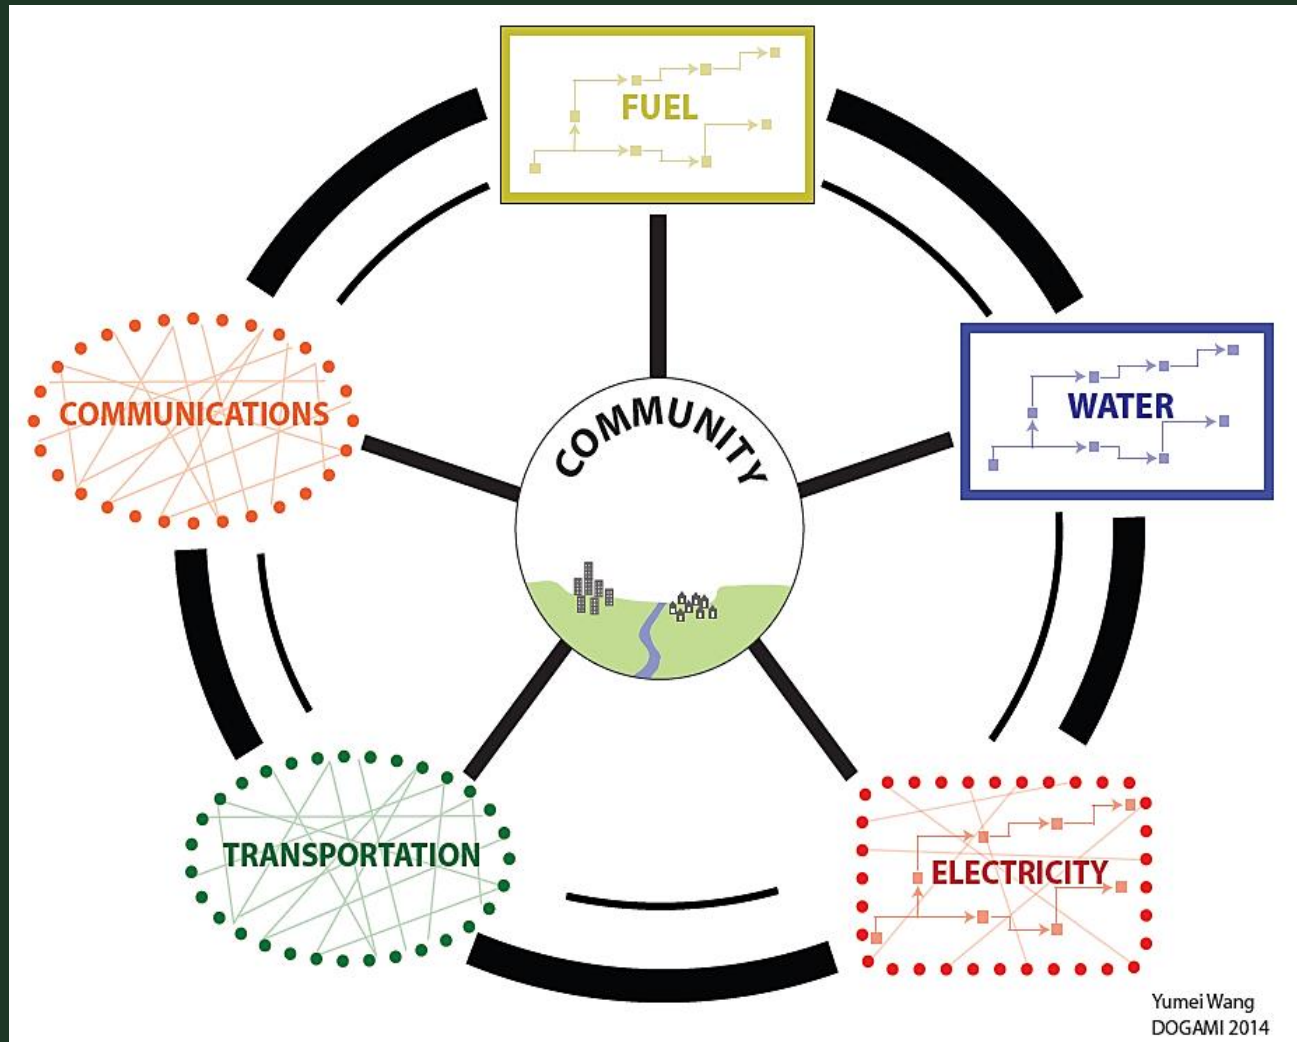 FUEL
COMMUNICATIONS
COMMUNITY
WATER
TRANSPORTATION
ELECTRICITY
Yumei Wang
DOGAMI 2014